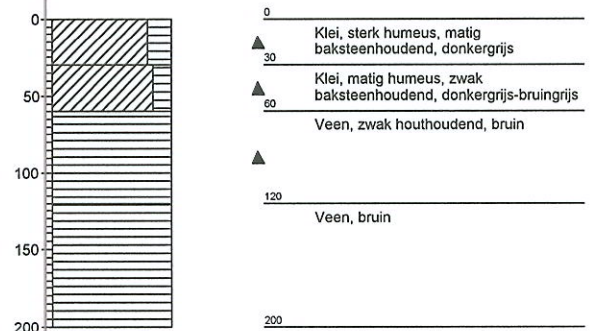 0
50
100
150
200
0
Klei, sterk humeus, matig
baksteenhoudend, donkergrijs
30
Klei, matig humeus, zwak
baksteenhoudend, donkergrijs-bruingrijs
60
Veen, zwak houthoudend, bruin
120
Veen, bruin
200